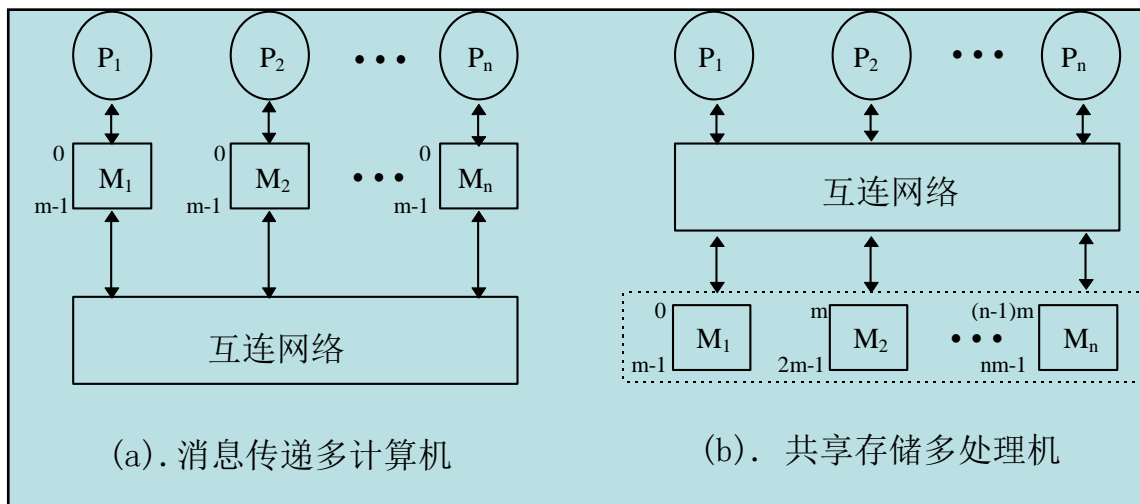 P1 P2 ••• Pn
0 M1 m-1
0 M2 m-1
•••
0 Mn m-1
互连网络
(a).消息传递多计算机
P1 P2 ••• Pn
互连网络
0 M1 m-1
m M2 2m-1
•••
(n-1)m Mn nm-1
(b). 共享存储多处理机